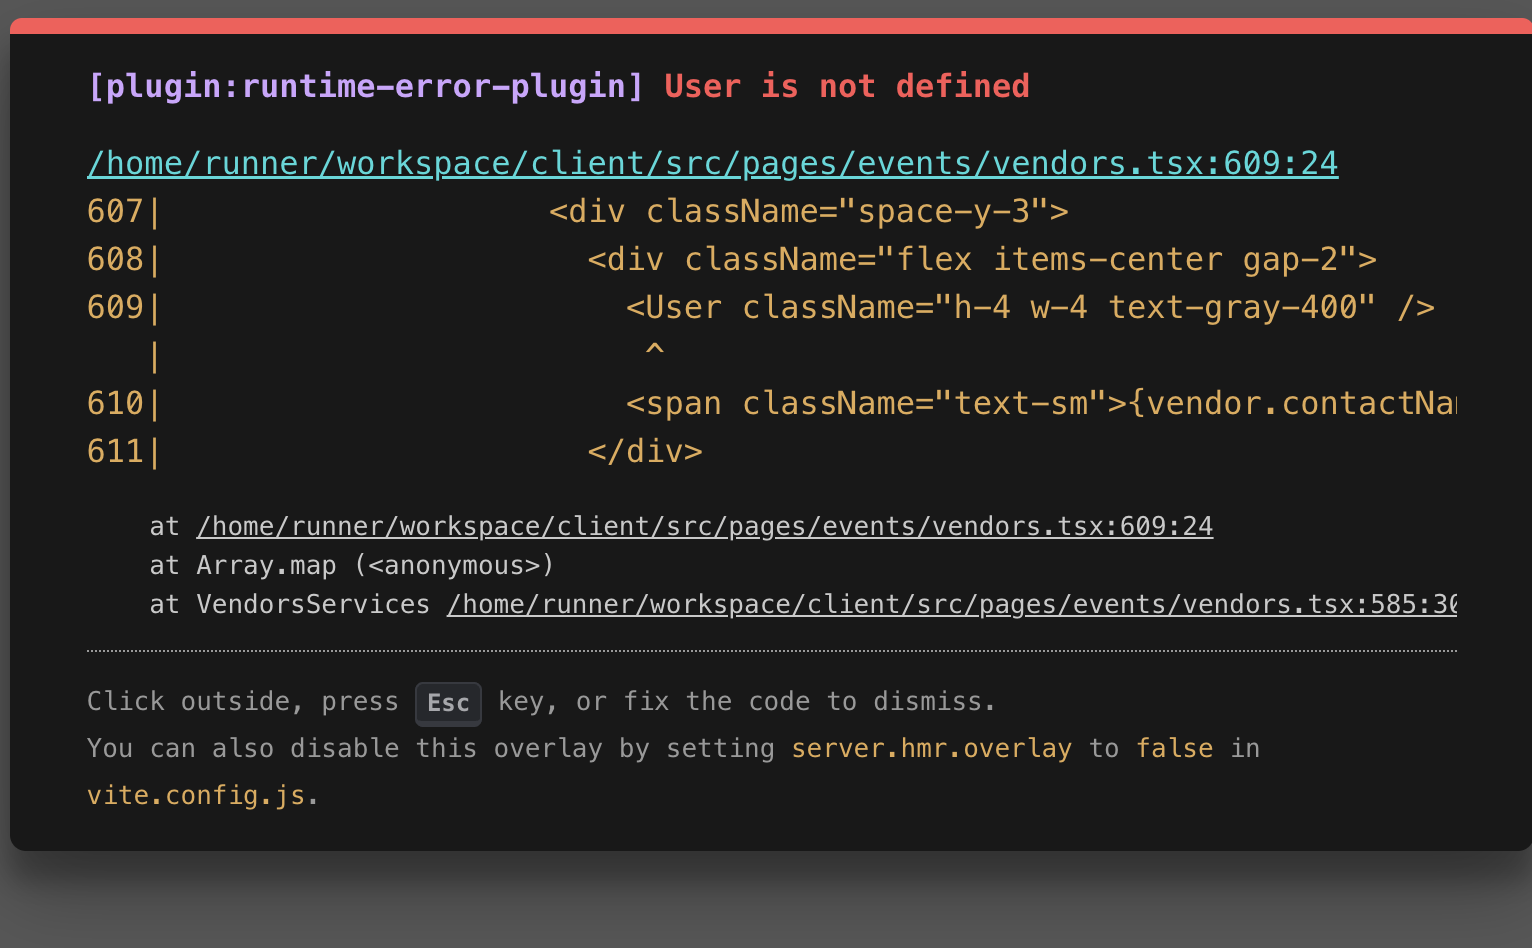 [plugin:runtime-error-plugin] User is not defined
/home/runner/workspace/client/src/pages/events/vendors.tsx:609:24
607|                    <div className="space-y-3">
608|                      <div className="flex items-center gap-2">
609|                        <User className="h-4 w-4 text-gray-400" />
   |                         ^
610|                        <span className="text-sm">{vendor.contactNa
611|                      </div>
at /home/runner/workspace/client/src/pages/events/vendors.tsx:609:24
at Array.map (<anonymous>)
at VendorsServices /home/runner/workspace/client/src/pages/events/vendors.tsx:585:30
Click outside, press Esc key, or fix the code to dismiss.
You can also disable this overlay by setting server.hmr.overlay to false in
vite.config.js.